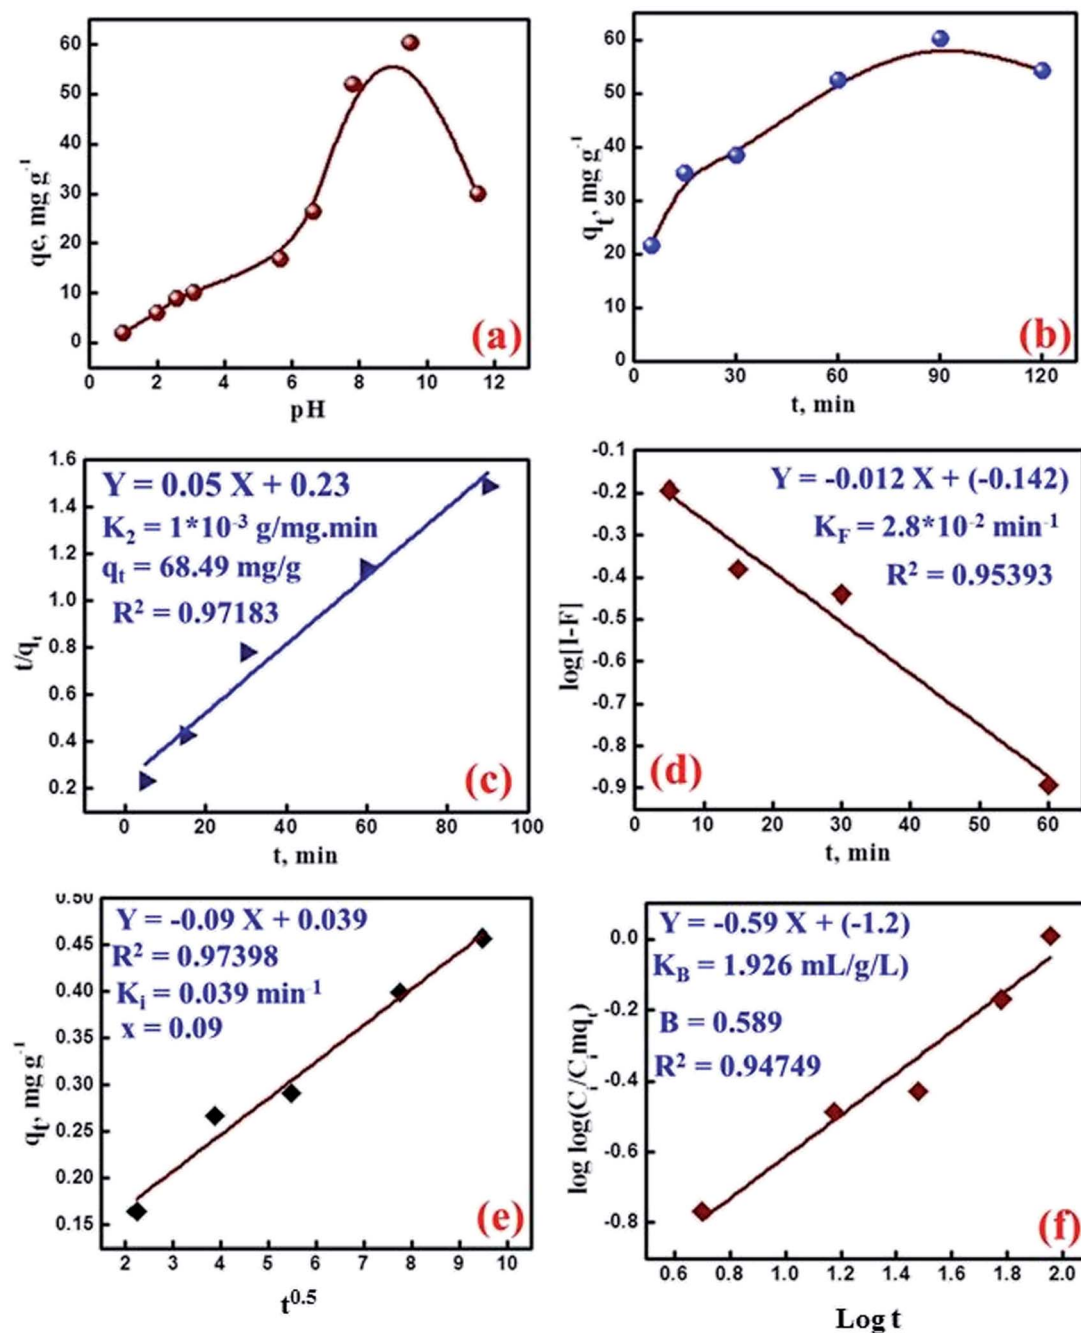 60
50
40
30
20
10
0
qe, mg g⁻¹
0 2 4 6 8 10 12
pH
(a)
60
50
40
30
20
10
0
qₜ, mg g⁻¹
0 30 60 90 120
t, min
(b)
1.6
1.4
1.2
1.0
0.8
0.6
0.4
0.2
t/qₜ
Y = 0.05 X + 0.23
K₂ = 1*10⁻³ g/mg.min
qₜ = 68.49 mg/g
R² = 0.97183
(c)
0 20 40 60 80 100
t, min
-0.1
-0.2
-0.3
-0.4
-0.5
-0.6
-0.7
-0.8
-0.9
log[1-F]
Y = -0.012 X + (-0.142)
K_F = 2.8*10⁻² min⁻¹
R² = 0.95393
(d)
0 10 20 30 40 50 60
t, min
0.50
0.45
0.40
0.35
0.30
0.25
0.20
0.15
qₜ, mg g⁻¹
Y = -0.09 X + 0.039
R² = 0.97398
Kᵢ = 0.039 min⁻¹
x = 0.09
(e)
2 3 4 5 6 7 8 9 10
t⁰·⁵
0.0
-0.2
-0.4
-0.6
-0.8
log log(Cᵢ/Cᵢmqₜ)
Y = -0.59 X + (-1.2)
K_B = 1.926 mL/g/L)
B = 0.589
R² = 0.94749
(f)
0.6 0.8 1.0 1.2 1.4 1.6 1.8 2.0
Log t